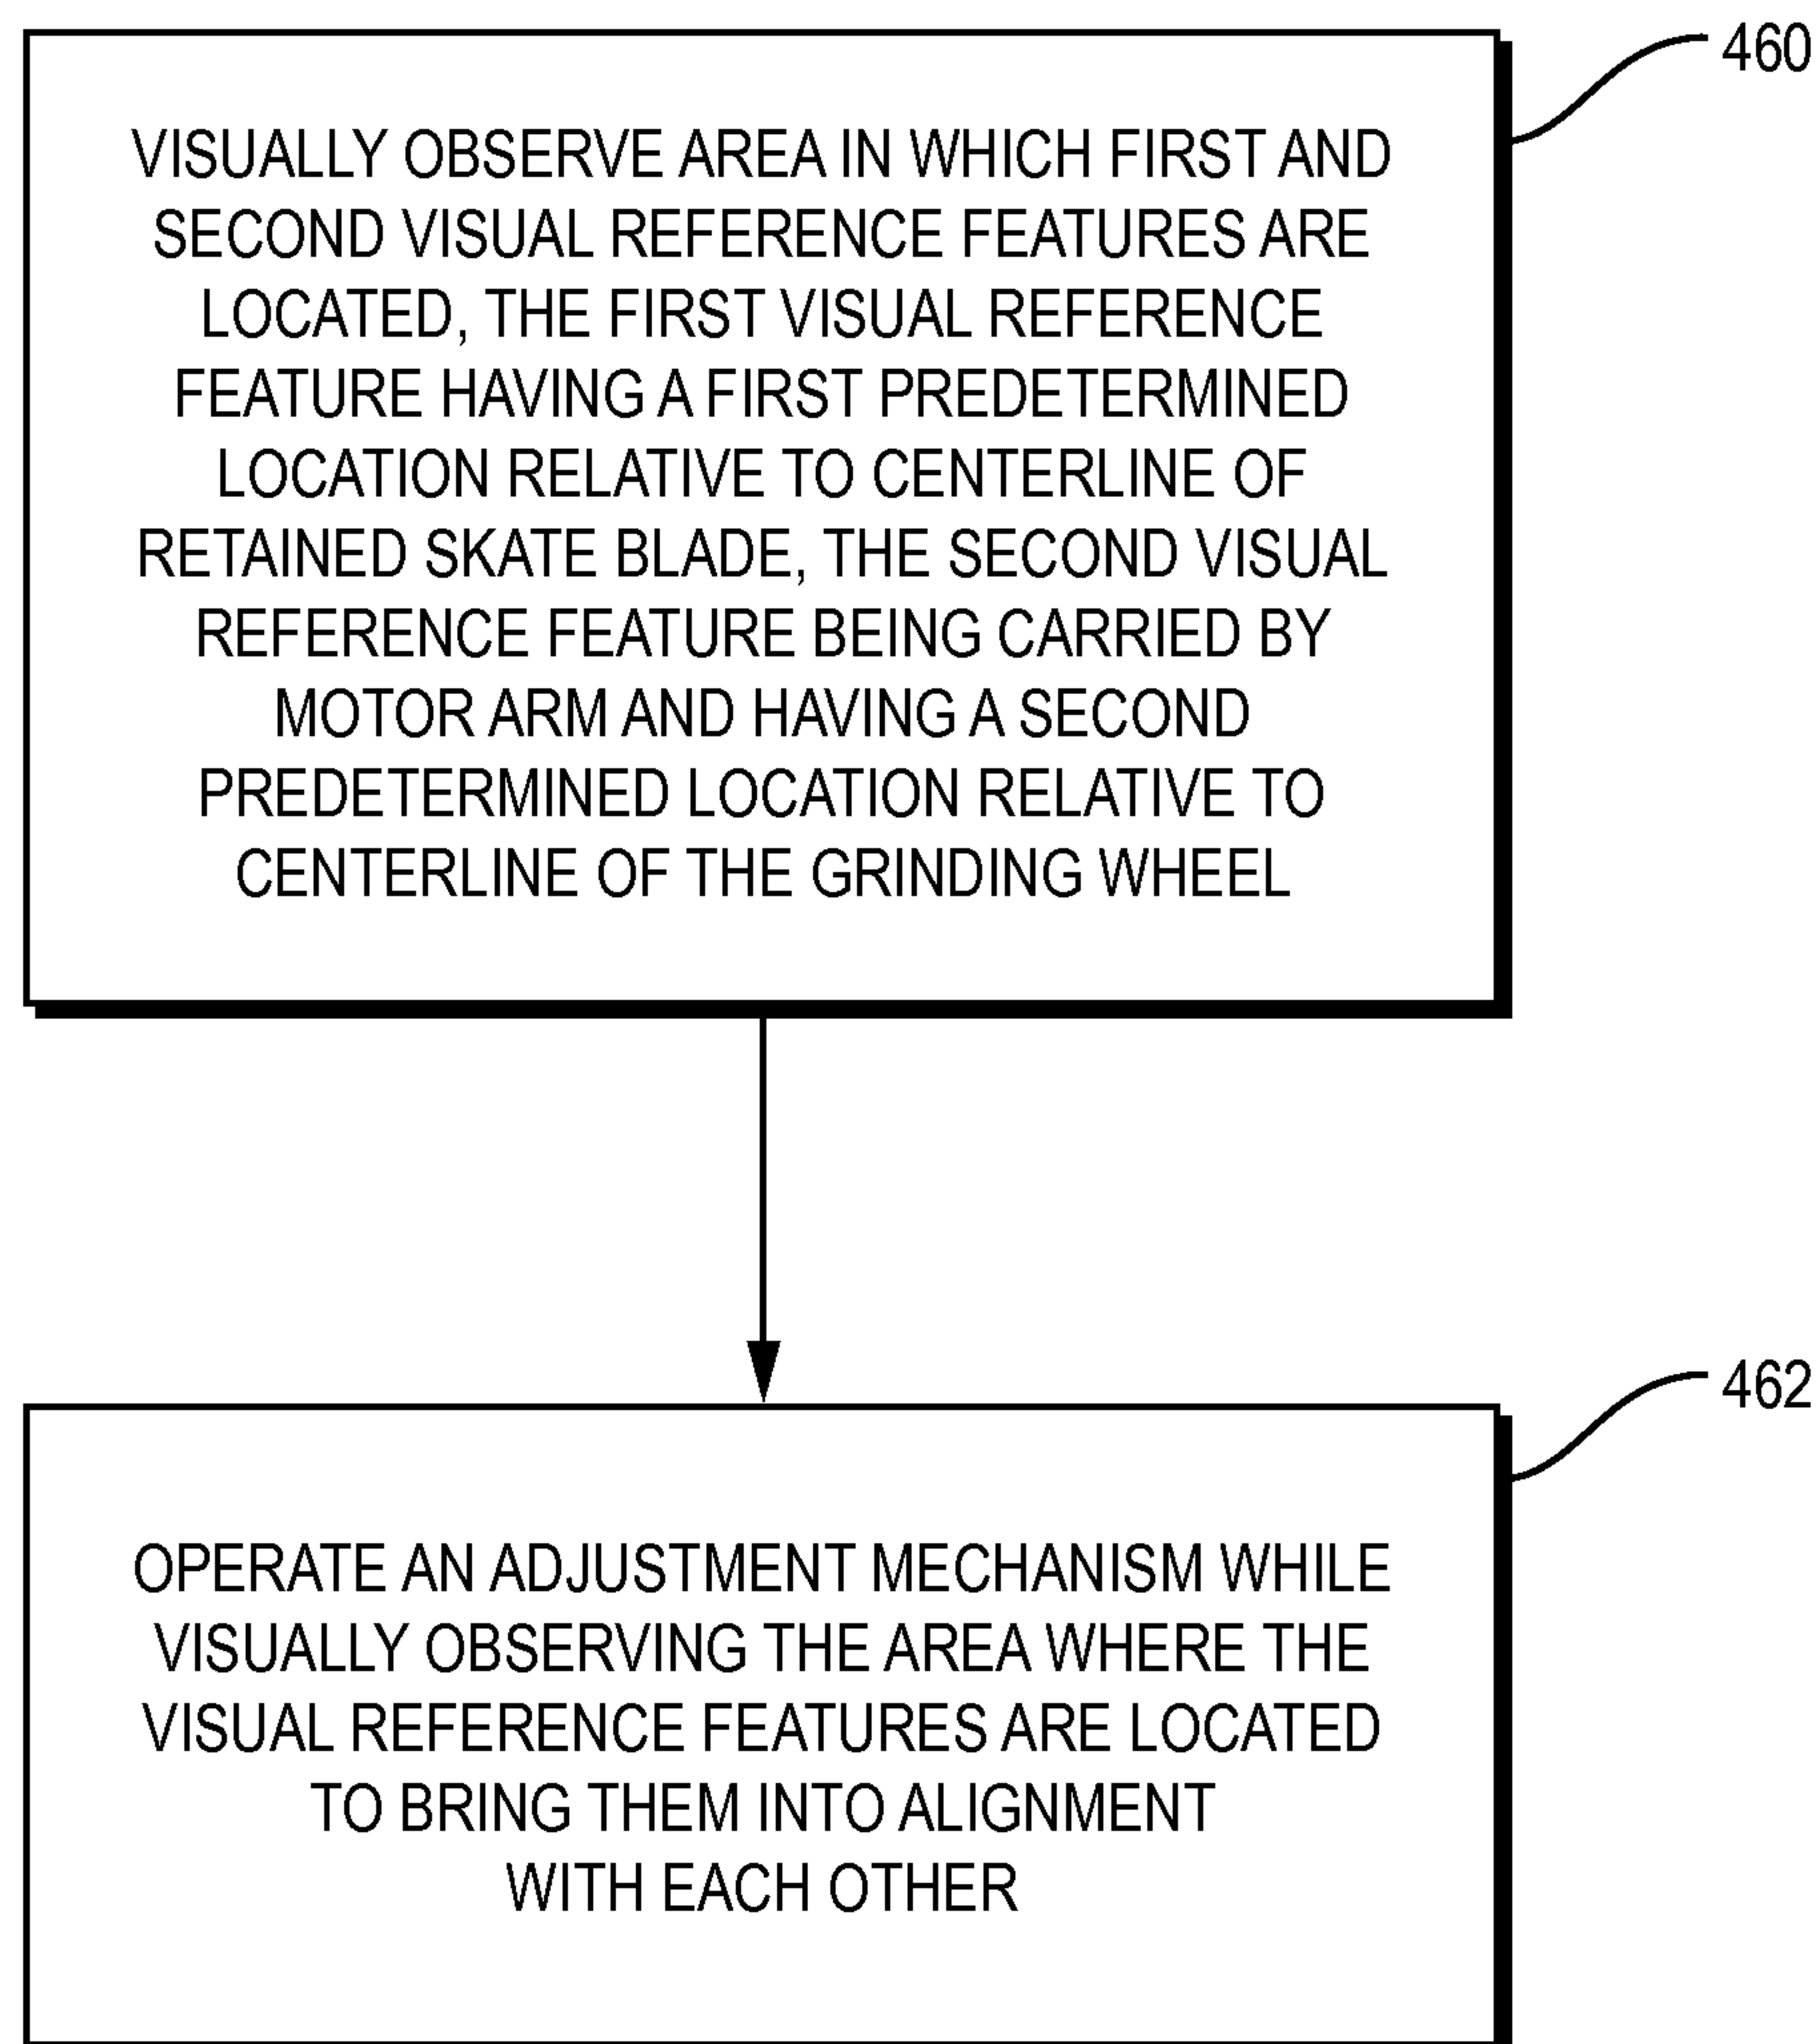 460
VISUALLY OBSERVE AREA IN WHICH FIRST AND
SECOND VISUAL REFERENCE FEATURES ARE
LOCATED, THE FIRST VISUAL REFERENCE
FEATURE HAVING A FIRST PREDETERMINED
LOCATION RELATIVE TO CENTERLINE OF
RETAINED SKATE BLADE, THE SECOND VISUAL
REFERENCE FEATURE BEING CARRIED BY
MOTOR ARM AND HAVING A SECOND
PREDETERMINED LOCATION RELATIVE TO
CENTERLINE OF THE GRINDING WHEEL
462
OPERATE AN ADJUSTMENT MECHANISM WHILE
VISUALLY OBSERVING THE AREA WHERE THE
VISUAL REFERENCE FEATURES ARE LOCATED
TO BRING THEM INTO ALIGNMENT
WITH EACH OTHER